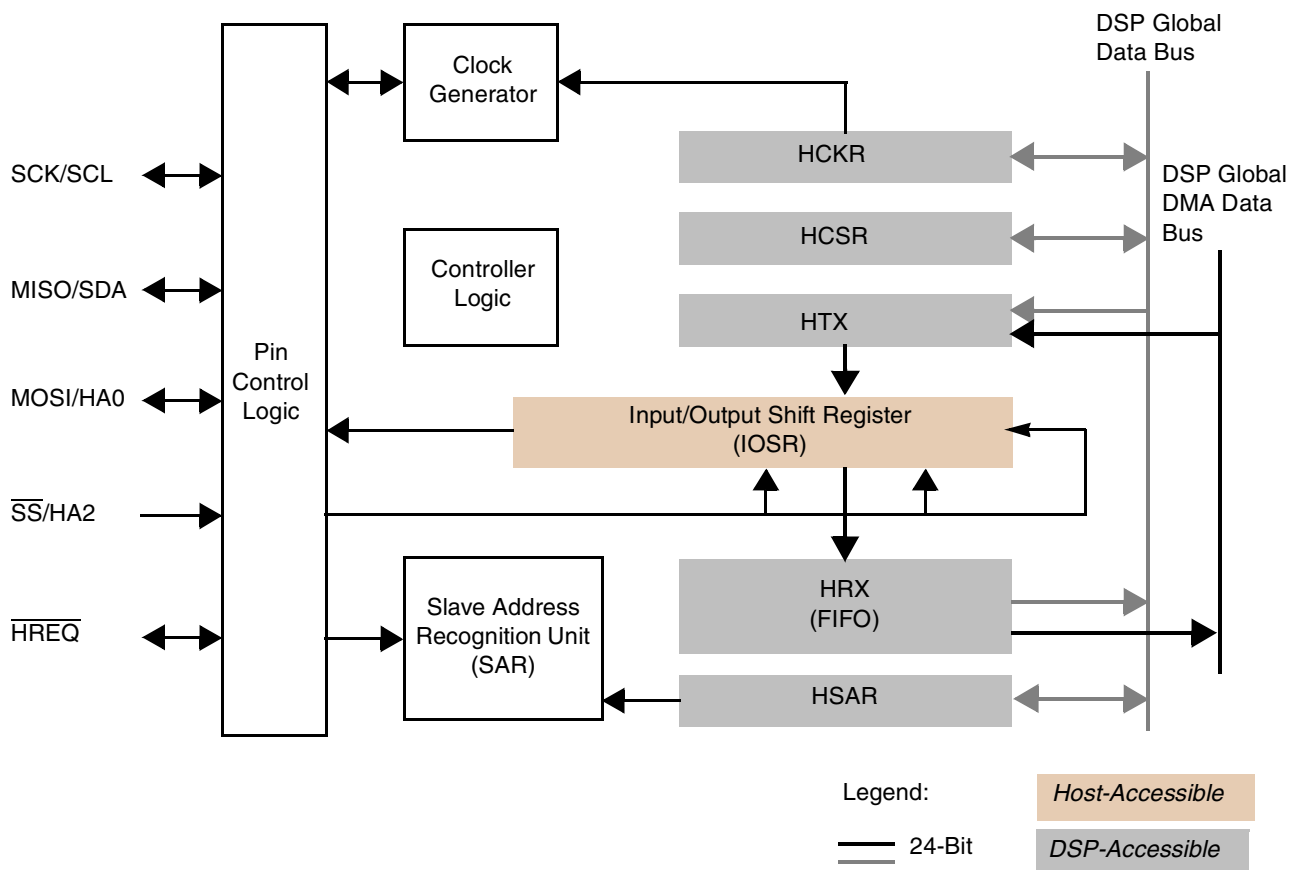 DSP Global
Data Bus
Clock
Generator
HCKR
SCK/SCL
DSP Global
DMA Data
Bus
HCSR
Controller
Logic
MISO/SDA
HTX
Pin
Control
Logic
MOSI/HA0
Input/Output Shift Register
(IOSR)
SS/HA2
HRX
(FIFO)
Slave Address
Recognition Unit
(SAR)
HREQ
HSAR
Legend:
Host-Accessible
24-Bit
DSP-Accessible